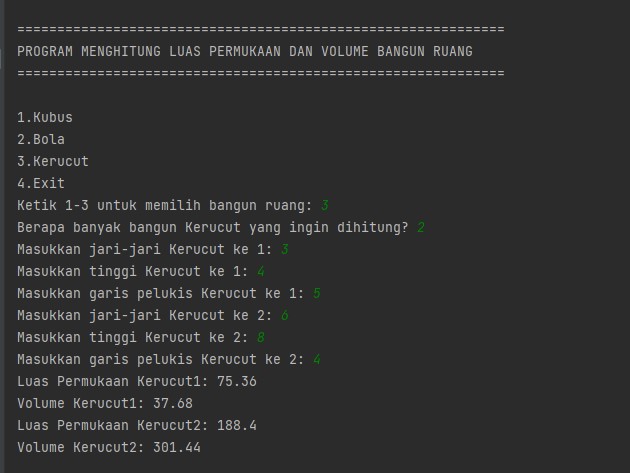 =============================================================
PROGRAM MENGHITUNG LUAS PERMUKAAN DAN VOLUME BANGUN RUANG
=============================================================
1.Kubus
2.Bola
3.Kerucut
4.Exit
Ketik 1-3 untuk memilih bangun ruang: 3
Berapa banyak bangun Kerucut yang ingin dihitung? 2
Masukkan jari-jari Kerucut ke 1: 3
Masukkan tinggi Kerucut ke 1: 4
Masukkan garis pelukis Kerucut ke 1: 5
Masukkan jari-jari Kerucut ke 2: 6
Masukkan tinggi Kerucut ke 2: 8
Masukkan garis pelukis Kerucut ke 2: 4
Luas Permukaan Kerucut1: 75.36
Volume Kerucut1: 37.68
Luas Permukaan Kerucut2: 188.4
Volume Kerucut2: 301.44